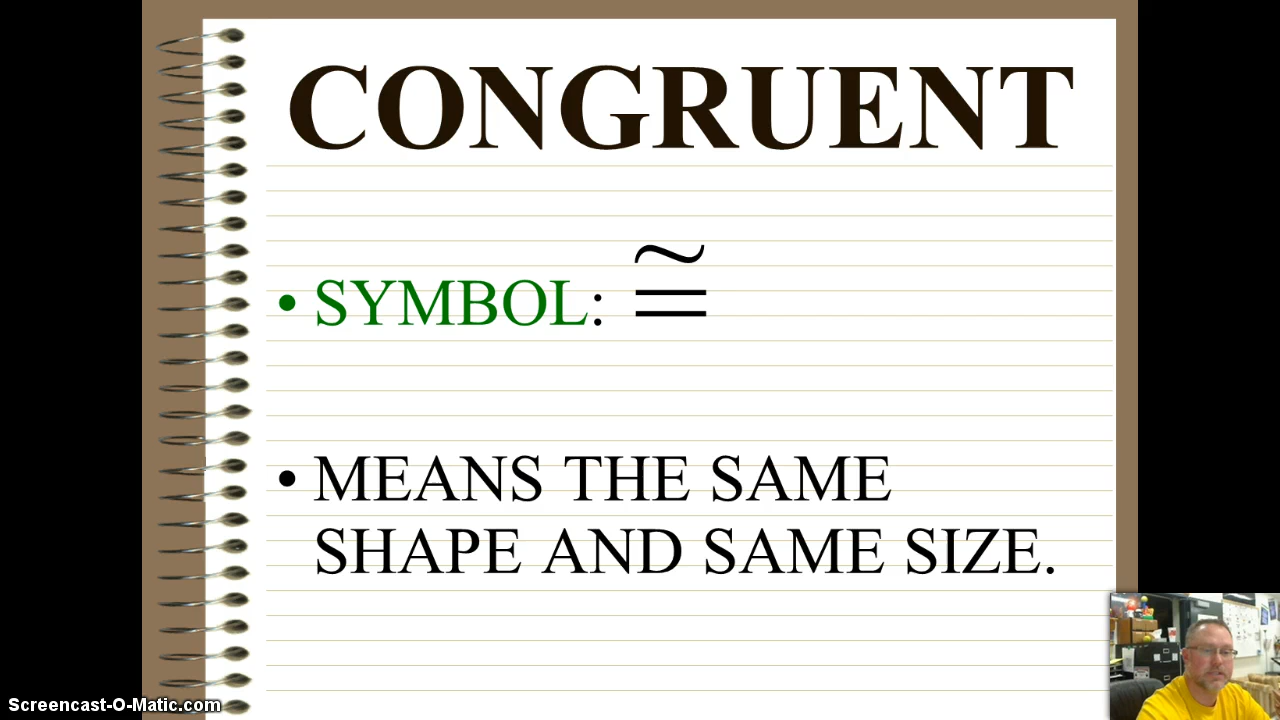 CONGRUENT
• SYMBOL: ≅
• MEANS THE SAME
SHAPE AND SAME SIZE.
Screencast-O-Matic.com